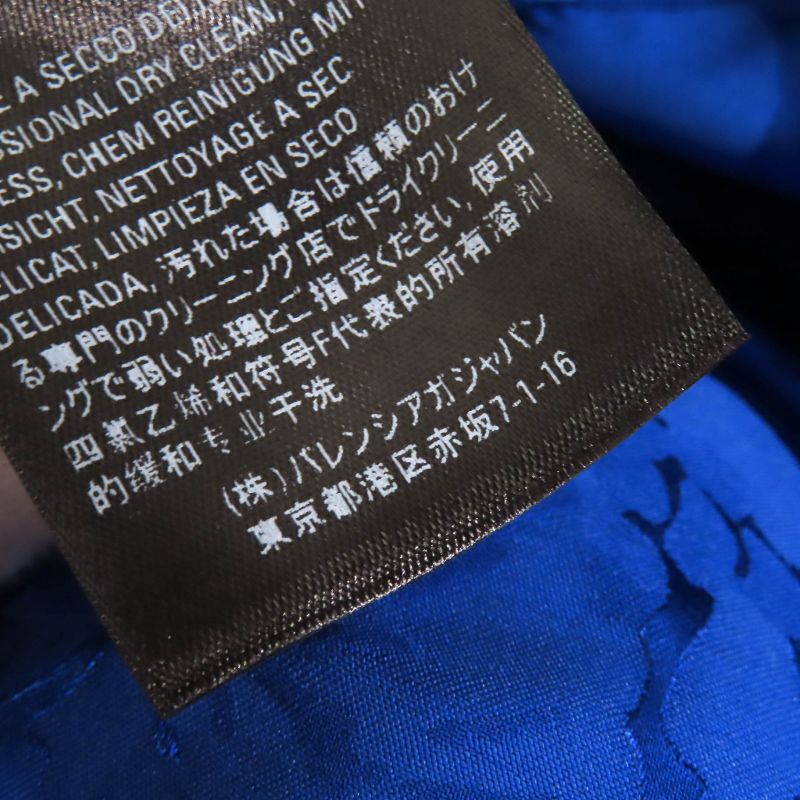 A SECCO DEL
SSIONAL DRY CLEAN,
ESS, CHEM REINIGUNG MIT
SICHT, NETTOYAGE A SEC
ELICAT, LIMPIEZA EN SECO
DELICADA, 汚れた場合は信頼のおけ
る専門のクリーニング店でドライクリーニ
ングで弱い処理とご指定ください, 使用
四氯乙烯和符号F代表的所有溶剂
的缓和专业干洗
(株)バレンシアガジャパン
東京都港区赤坂7-1-16